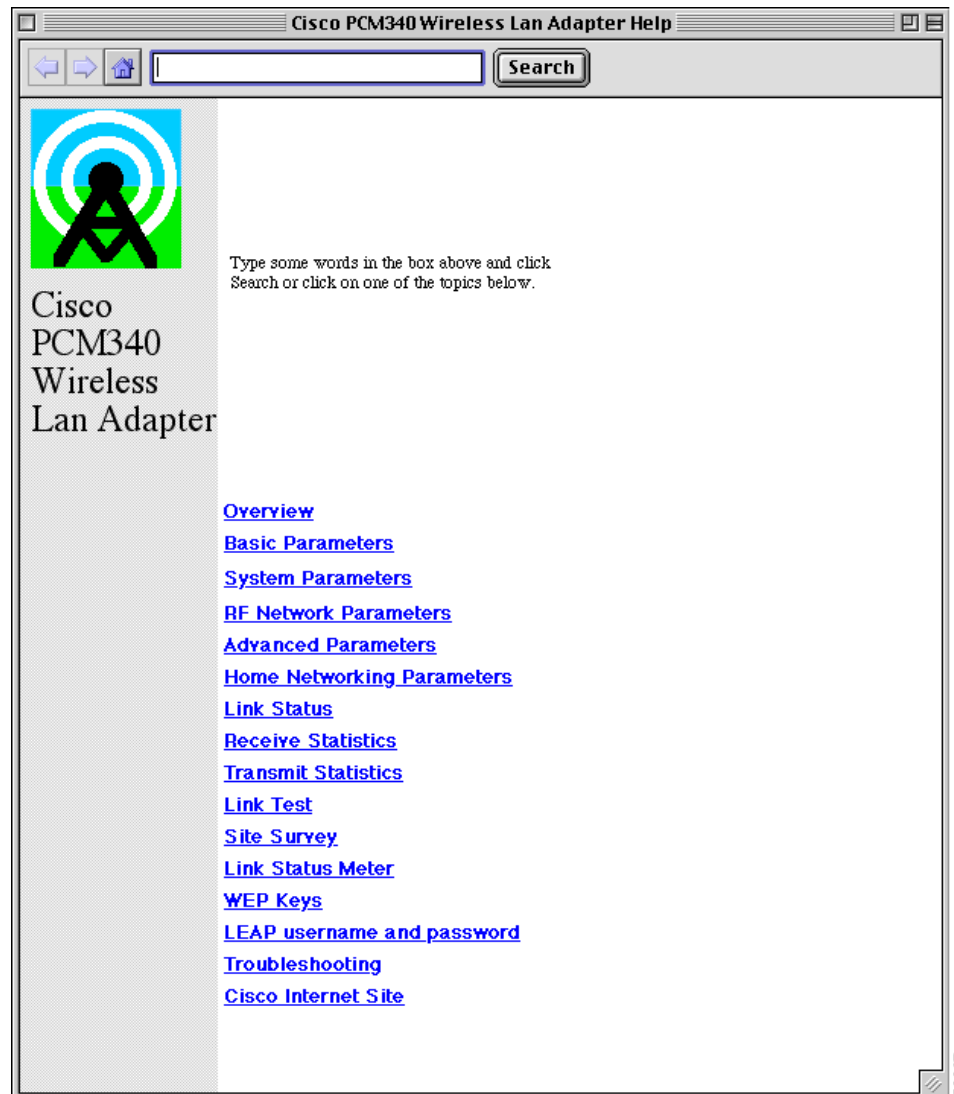 Cisco PCM340 Wireless Lan Adapter Help
Search
Cisco
PCM340
Wireless
Lan Adapter
Type some words in the box above and click
Search or click on one of the topics below.
Overview
Basic Parameters
System Parameters
RF Network Parameters
Advanced Parameters
Home Networking Parameters
Link Status
Receive Statistics
Transmit Statistics
Link Test
Site Survey
Link Status Meter
WEP Keys
LEAP username and password
Troubleshooting
Cisco Internet Site